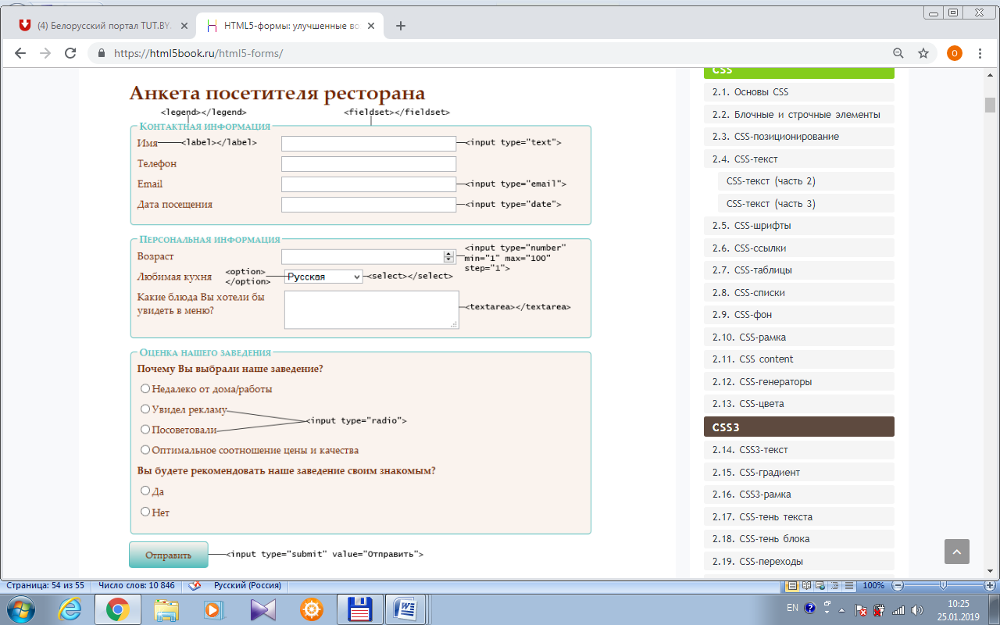 (4) Белорусский портал TUT.BY
HTML5-формы: улучшенные во
https://html5book.ru/html5-forms/
O
Анкета посетителя ресторана
<legend></legend>
<fieldset></fieldset>
Контактная информация
Имя
<label></label>
<input type="text">
Телефон
Email
<input type="email">
Дата посещения
<input type="date">
Персональная информация
Возраст
<input type="number"
min="1" max="100"
step="1">
Любимая кухня
<option>
</option>
Русская
<select></select>
Какие блюда Вы хотели бы
увидеть в меню?
<textarea></textarea>
Оценка нашего заведения
Почему Вы выбрали наше заведение?
Недалеко от дома/работы
Увидел рекламу
Посоветовали
<input type="radio">
Оптимальное соотношение цены и качества
Вы будете рекомендовать наше заведение своим знакомым?
Да
Нет
Отправить
<input type="submit" value="Отправить">
CSS
2.1. Основы CSS
2.2. Блочные и строчные элементы
2.3. CSS-позиционирование
2.4. CSS-текст
CSS-текст (часть 2)
CSS-текст (часть 3)
2.5. CSS-шрифты
2.6. CSS-ссылки
2.7. CSS-таблицы
2.8. CSS-списки
2.9. CSS-фон
2.10. CSS-рамка
2.11. CSS content
2.12. CSS-генераторы
2.13. CSS-цвета
CSS3
2.14. CSS3-текст
2.15. CSS-градиент
2.16. CSS3-рамка
2.17. CSS-тень текста
2.18. CSS-тень блока
2.19. CSS-переходы
Страница: 54 из 55
Число слов: 10 846
Русский (Россия)
100%
EN
10:25
25.01.2019